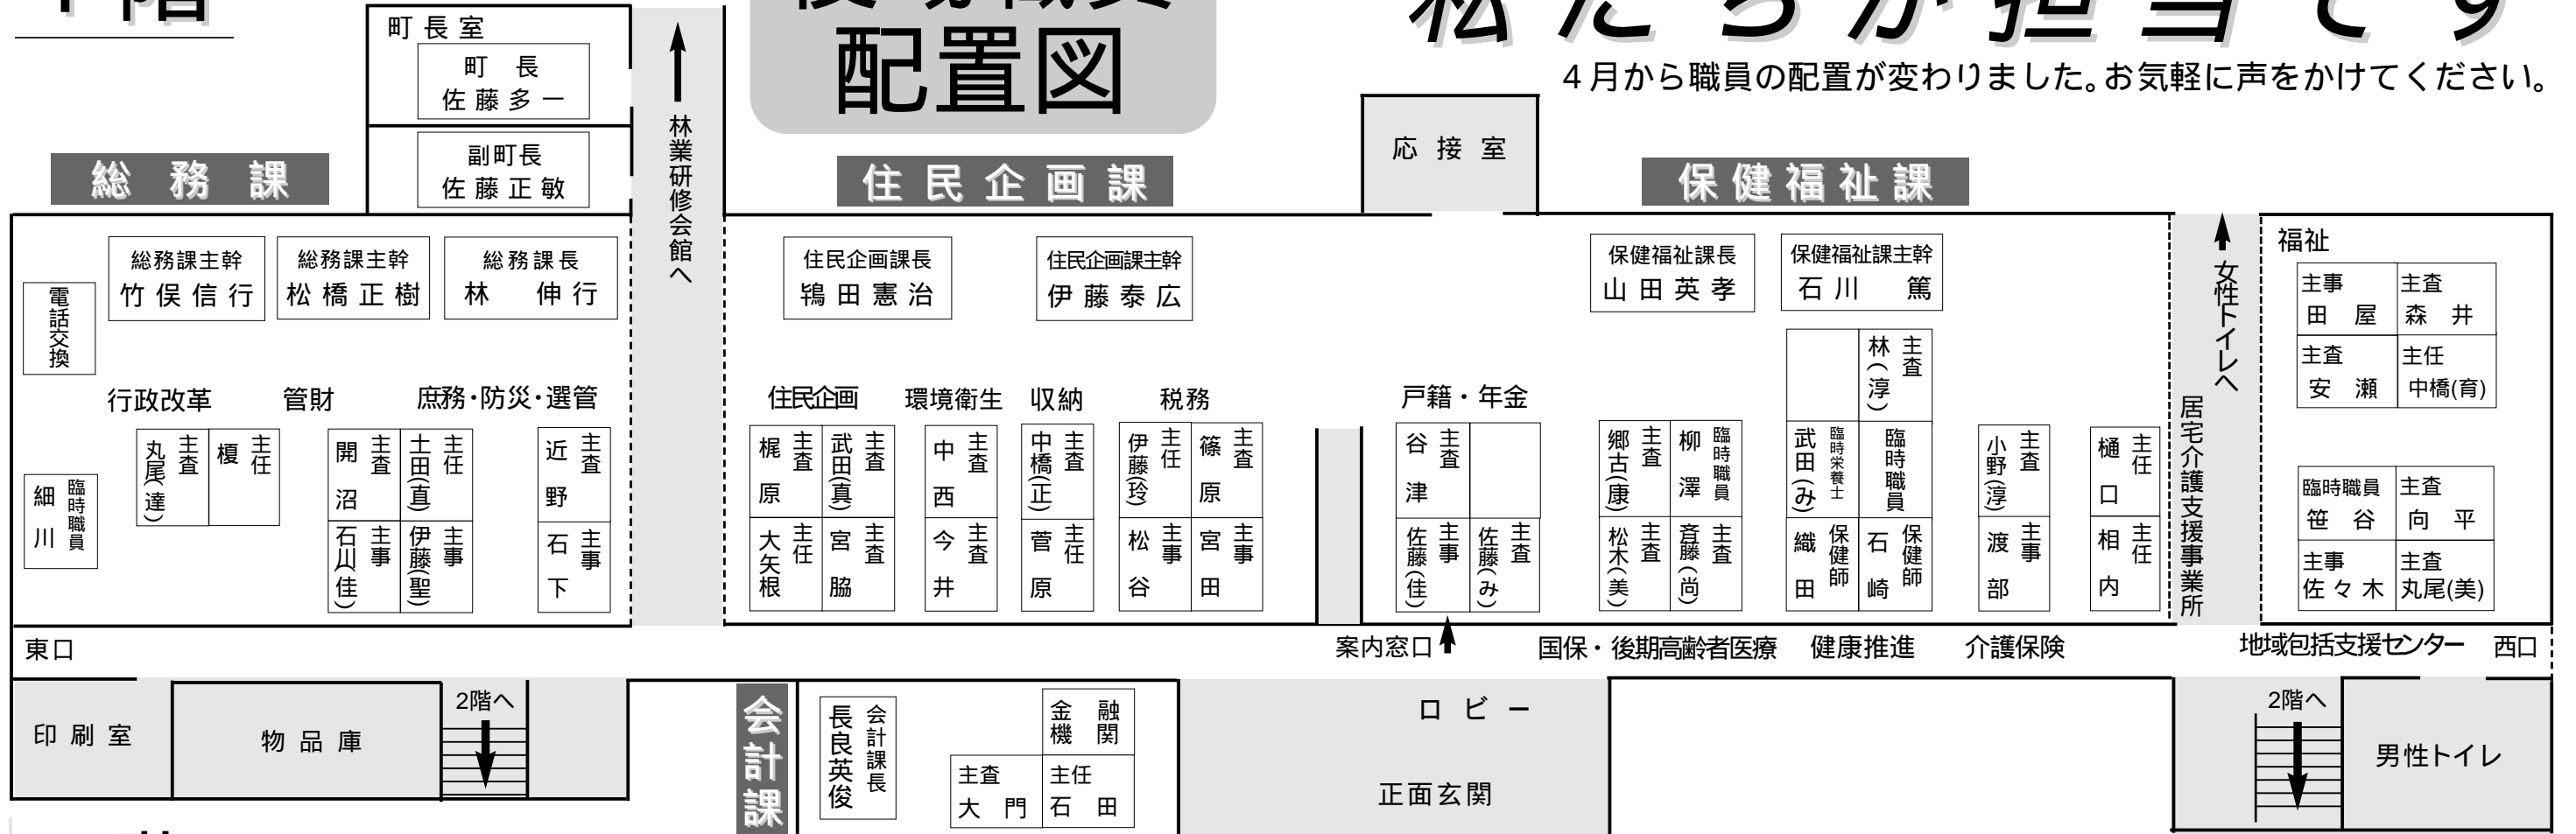 1階
役場職員
配置図
私たちが担当です
4月から職員の配置が変わりました。お気軽に声をかけてください。
町長室
町 長
佐藤多一
副町長
佐藤正敏
林業研修会館へ
応接室
総務課
住民企画課
保健福祉課
総務課主幹
竹俣信行
総務課主幹
松橋正樹
総務課長
林 伸行
電話交換
行政改革
管財
庶務・防災・選管
主査
丸尾(達)
主任
榎
主査
開沼
主任
土田(直)
主事
石川(佳)
主事
伊藤(聖)
主査
近野
主事
石下
臨時職員
細川
住民企画課長
鴇田憲治
住民企画課主幹
伊藤泰広
住民企画
環境衛生
収納
税務
主査
梶原
主査
武田(真)
主任
大矢根
主査
宮脇
主査
中西
主査
今井
主査
中橋(正)
主任
菅原
主任
伊藤(玲)
主査
篠原
主事
松谷
主事
宮田
戸籍・年金
主査
谷津
主事
佐藤(佳)
主査
佐藤(み)
保健福祉課長
山田英孝
保健福祉課主幹
石川 篤
主査
郷古(康)
臨時職員
柳澤
主査
松木(美)
主査
斉藤(尚)
主査
林(淳)
臨時栄養士
武田(み)
臨時職員
保健師
織田
保健師
石崎
主査
小野(淳)
主事
渡部
主任
樋口
主任
相内
居宅介護支援事業所
女性トイレへ
福祉
主事
田屋
主査
森井
主査
安瀬
主任
中橋(育)
臨時職員
笹谷
主査
向平
主事
佐々木
主査
丸尾(美)
東口
案内窓口
国保・後期高齢者医療
健康推進
介護保険
地域包括支援センター
西口
印刷室
物品庫
2階へ
会計課
会計課長
長良英俊
金融
機関
主査
大門
主任
石田
ロビー
正面玄関
2階へ
男性トイレ